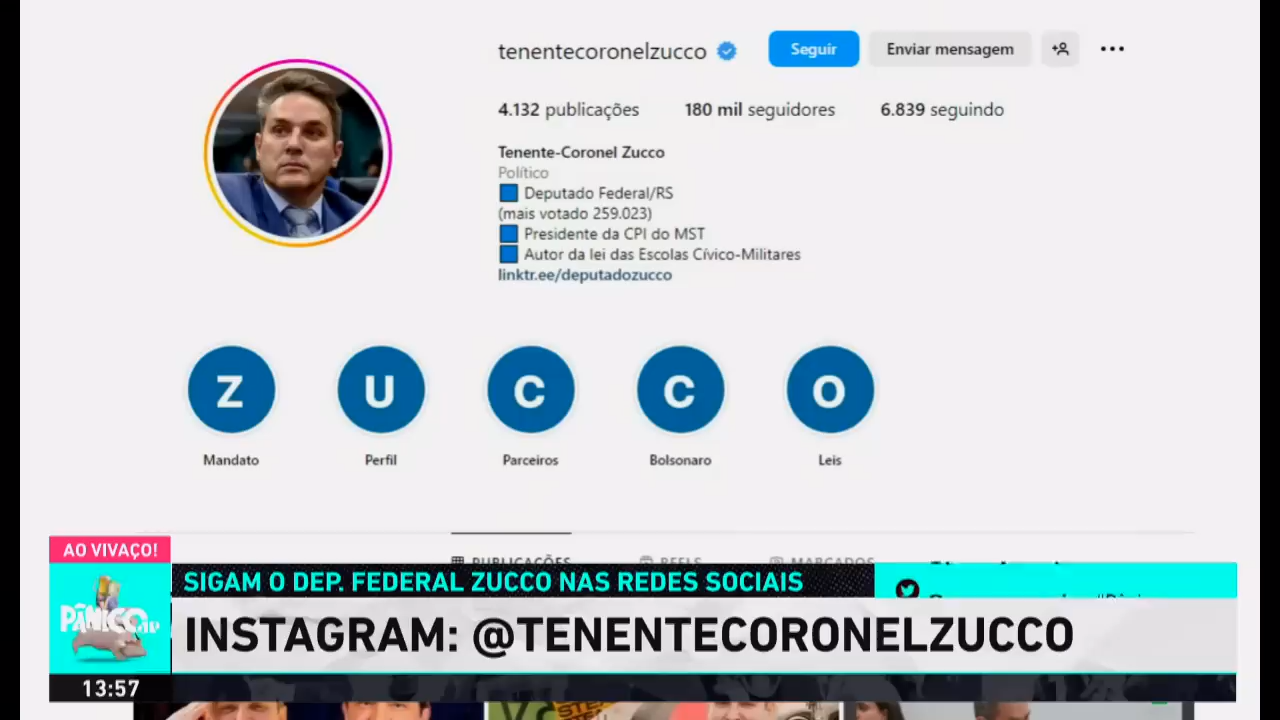 tenentecoronelzucco
Seguir
Enviar mensagem
4.132 publicações
180 mil seguidores
6.839 seguindo
Tenente-Coronel Zucco
Político
Deputado Federal/RS
(mais votado 259.023)
Presidente da CPI do MST
Autor da lei das Escolas Cívico-Militares
linktr.ee/deputadozucco
Z
U
C
C
O
Mandato
Perfil
Parceiros
Bolsonaro
Leis
PUBLICAÇÕES
REELS
MARCADOS
AO VIVAÇO!
SIGAM O DEP. FEDERAL ZUCCO NAS REDES SOCIAIS
PÂNICO
INSTAGRAM: @TENENTECORONELZUCCO
13:57